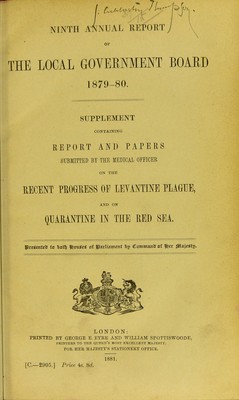 NINTH ANNUAL REPORT
OF
THE LOCAL GOVERNMENT BOARD
1879-80.
SUPPLEMENT
CONTAINING
REPORT AND PAPERS
SUBMITTED BY THE MEDICAL OFFICER
ON THE
RECENT PROGRESS OF LEVANTINE PLAGUE,
AND ON
QUARANTINE IN THE RED SEA.
Presented to both Houses of Parliament by Command of Her Majesty.
LONDON:
PRINTED BY GEORGE E. EYRE AND WILLIAM SPOTTISWOODE,
PRINTERS TO THE QUEEN'S MOST EXCELLENT MAJESTY.
FOR HER MAJESTY'S STATIONERY OFFICE.
1881.
[C.—] Price 4s. 8d.